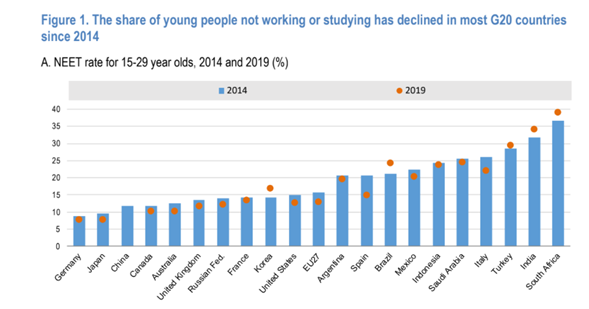 Figure 1. The share of young people not working or studying has declined in most G20 countries
since 2014
A. NEET rate for 15-29 year olds, 2014 and 2019 (%)
2014 2019
40
35
30
25
20
15
10
5
0
Germany Japan China Canada Australia United Kingdom Russian Fed. France Korea United States EU27 Argentina Spain Brazil Mexico Indonesia Saudi Arabia Italy Turkey India South Africa